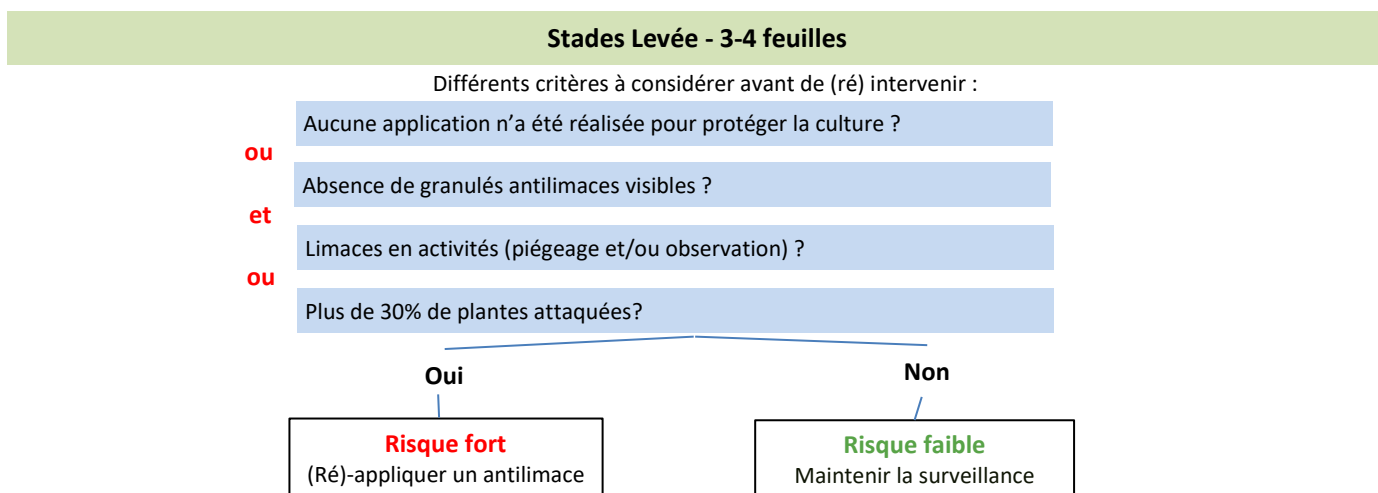 Stades Levée - 3-4 feuilles
Différents critères à considérer avant de (ré) intervenir :
Aucune application n'a été réalisée pour protéger la culture ?
ou
Absence de granulés antilimaces visibles ?
et
Limaces en activités (piégeage et/ou observation) ?
ou
Plus de 30% de plantes attaquées?
Oui
Non
Risque fort
(Ré)-appliquer un antilimace
Risque faible
Maintenir la surveillance